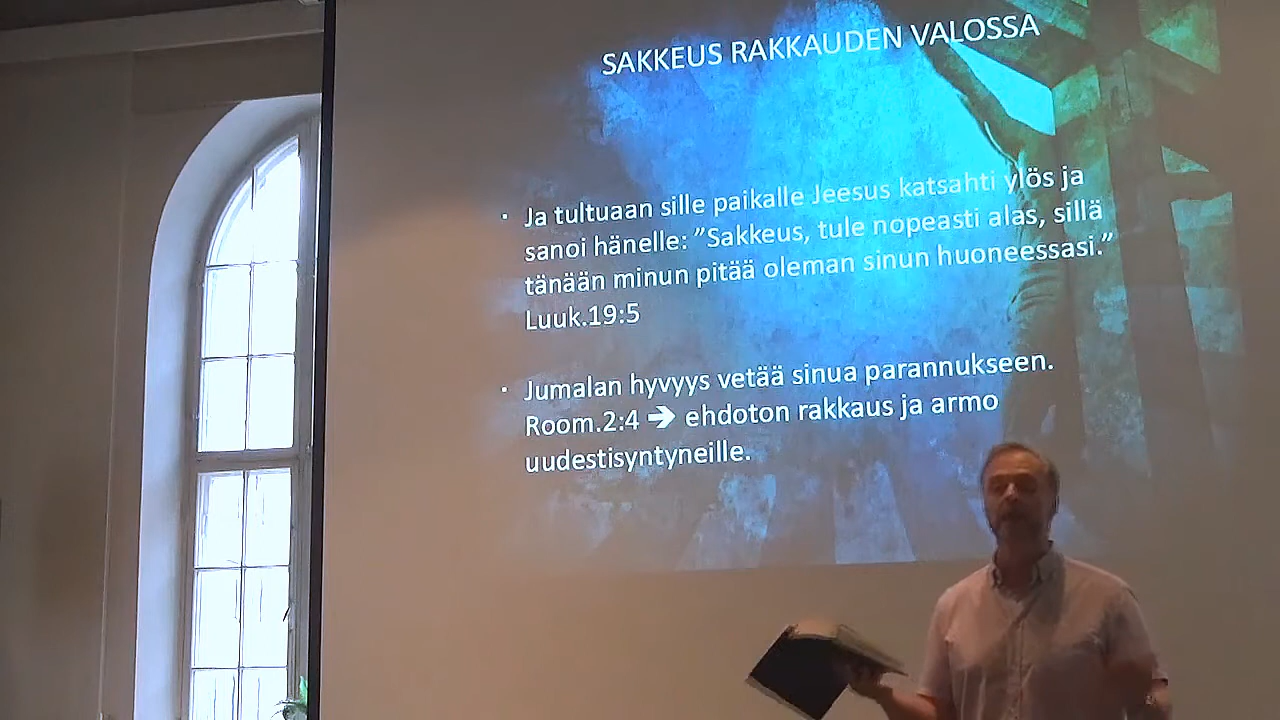 SAKKEUS RAKKAUDEN VALOSSA
· Ja tultuaan sille paikalle Jeesus katsahti ylös ja
sanoi hänelle: ”Sakkeus, tule nopeasti alas, sillä
tänään minun pitää oleman sinun huoneessasi.”
Luuk.19:5
· Jumalan hyvyys vetää sinua parannukseen.
Room.2:4 ➔ ehdoton rakkaus ja armo
uudestisyntyneille.